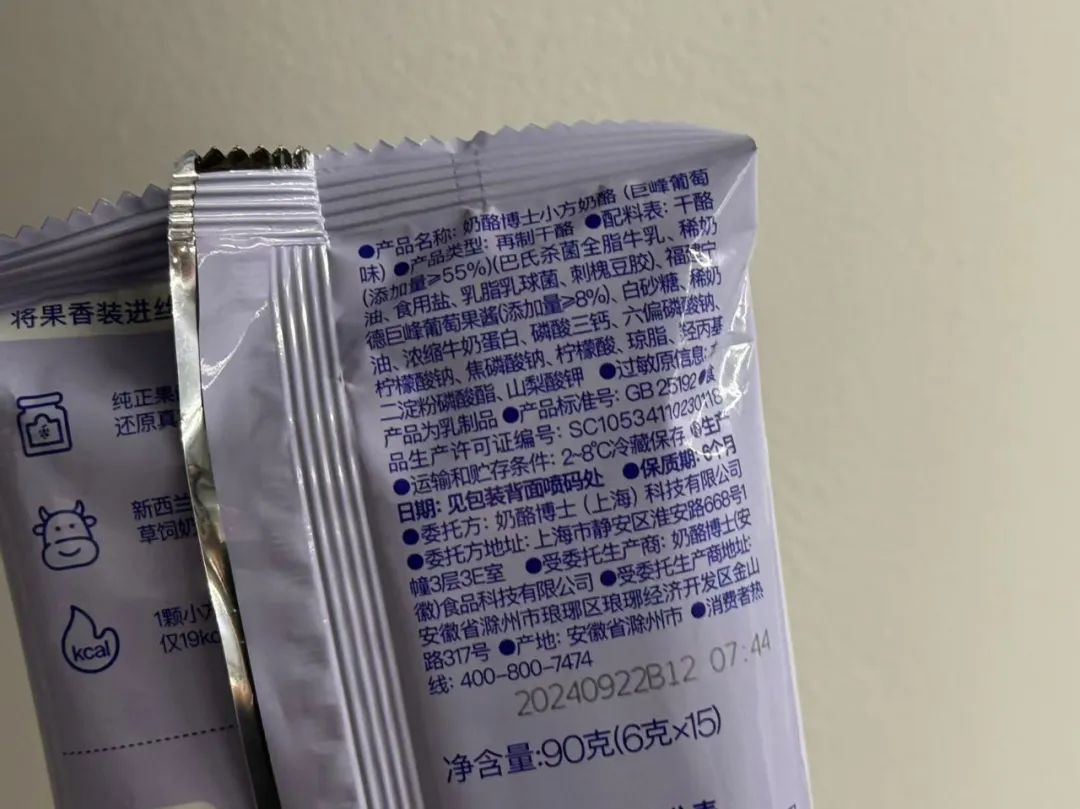 将果香装进丝
纯正果
还原真
新西兰
草饲奶
kcal
1颗小方
仅19kc
●产品名称: 奶酪博士小方奶酪 (巨峰葡萄
味) ●产品类型: 再制干酪 ●配料表: 干酪
(添加量≥55%)(巴氏杀菌全脂牛乳、稀奶
油、食用盐、乳脂乳球菌、刺槐豆胶)、福建宁
德巨峰葡萄果酱(添加量≥8%)、白砂糖、稀奶
油、浓缩牛奶蛋白、磷酸三钙、六偏磷酸钠、
柠檬酸钠、焦磷酸钠、柠檬酸、琼脂、羟丙基
二淀粉磷酸酯、山梨酸钾 ●过敏原信息:
产品为乳制品 ●产品标准号: GB 25192 ●食
品生产许可证编号: SC10534110230118
●运输和贮存条件: 2~8℃冷藏保存 ●生产
日期: 见包装背面喷码处 ●保质期: 6个月
●委托方: 奶酪博士 (上海) 科技有限公司
●委托方地址: 上海市静安区淮安路668号1
幢3层3E室 ●受委托生产商: 奶酪博士(安
徽)食品科技有限公司 ●受委托生产商地址:
安徽省滁州市琅琊区琅琊经济开发区金山
路317号 ●产地: 安徽省滁州市 ●消费者热
线: 400-800-7474
20240922B12 07:44
净含量:90克(6克×15)